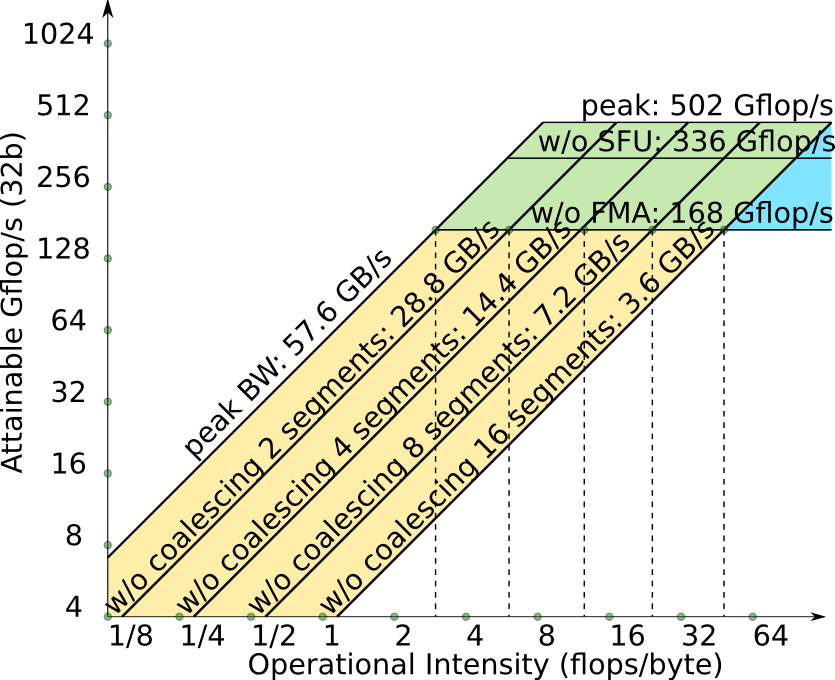 1024
512
256
128
64
32
16
8
4
Attainable Gflop/s (32b)
peak: 502 Gflop/s
w/o SFU: 336 Gflop/s
w/o FMA: 168 Gflop/s
peak BW: 57.6 GB/s
w/o coalescing 2 segments: 28.8 GB/s
w/o coalescing 4 segments: 14.4 GB/s
w/o coalescing 8 segments: 7.2 GB/s
w/o coalescing 16 segments: 3.6 GB/s
1/8 1/4 1/2 1 2 4 8 16 32 64
Operational Intensity (flops/byte)